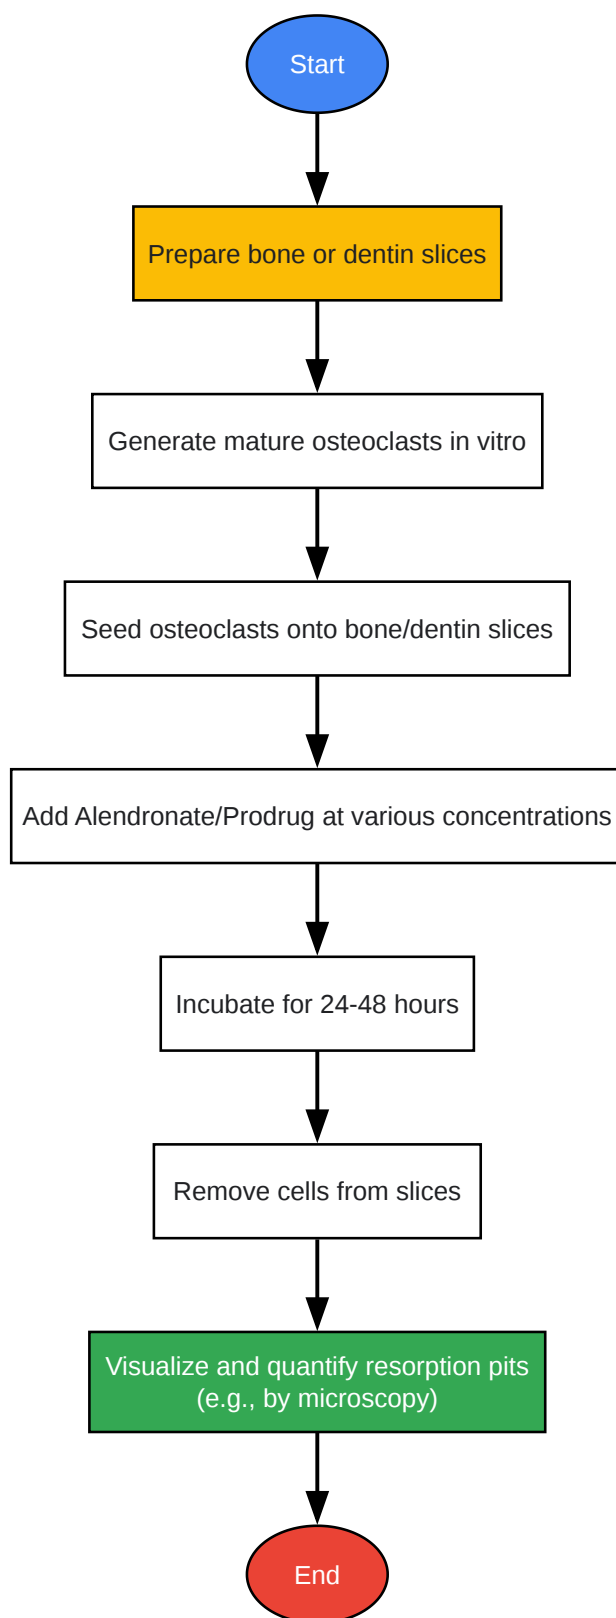 Start
Prepare bone or dentin slices
Generate mature osteoclasts in vitro
Seed osteoclasts onto bone/dentin slices
Add Alendronate/Prodrug at various concentrations
Incubate for 24-48 hours
Remove cells from slices
Visualize and quantify resorption pits
(e.g., by microscopy)
End